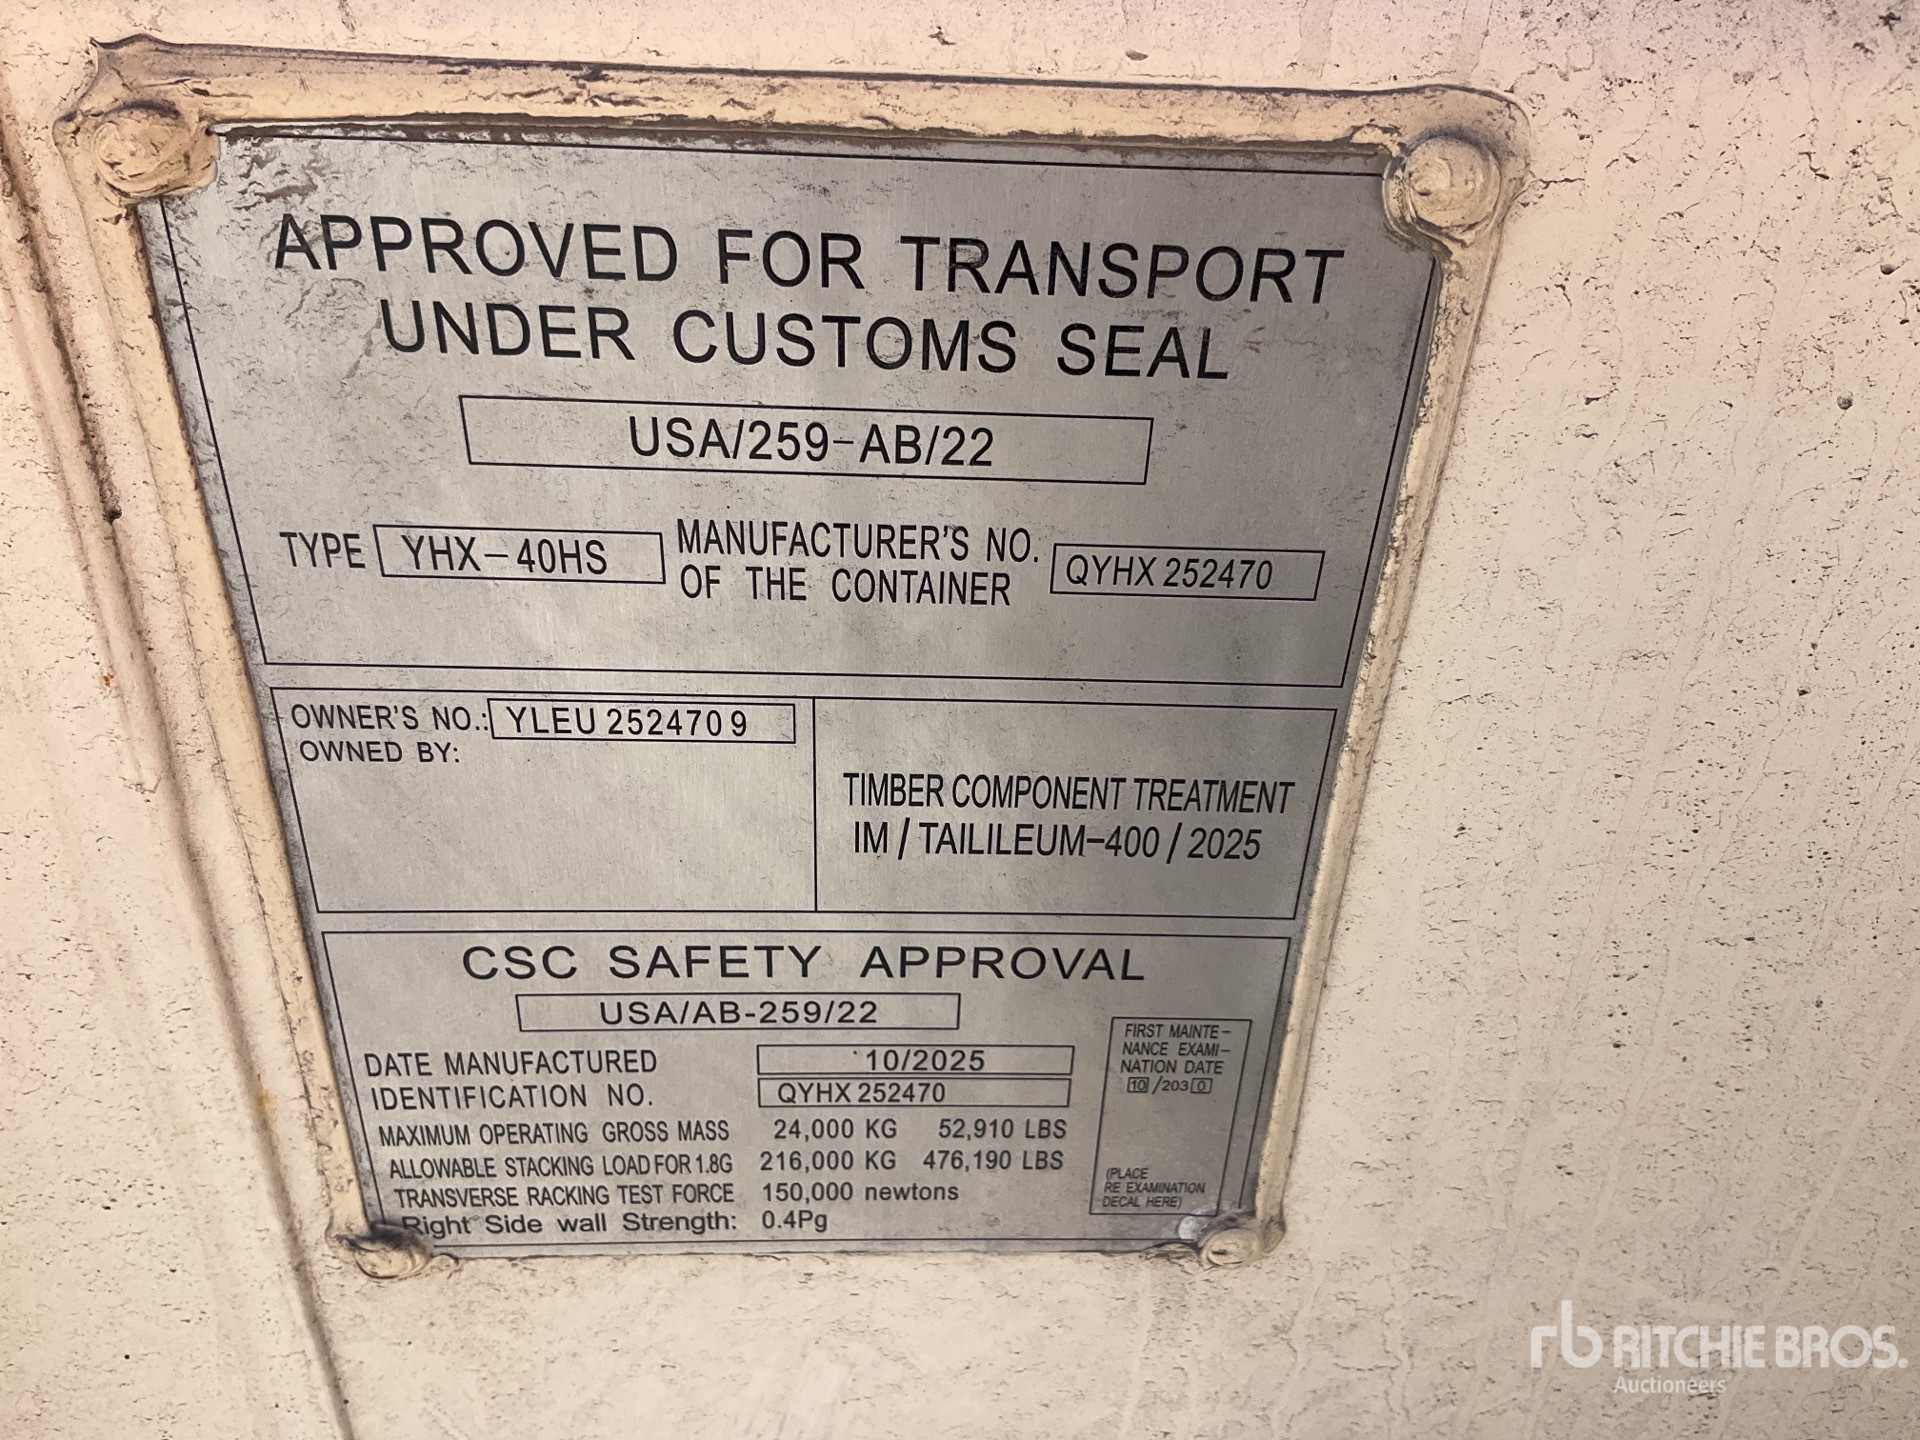 APPROVED FOR TRANSPORT
UNDER CUSTOMS SEAL
USA/259-AB/22
TYPE YHX-40HS MANUFACTURER'S NO. OF THE CONTAINER QYHX 252470
OWNER'S NO.: YLEU 252470 9
OWNED BY:
TIMBER COMPONENT TREATMENT
IM / TAILILEUM-400 / 2025
CSC SAFETY APPROVAL
USA/AB-259/22
DATE MANUFACTURED 10/2025
IDENTIFICATION NO. QYHX 252470
MAXIMUM OPERATING GROSS MASS 24,000 KG 52,910 LBS
ALLOWABLE STACKING LOAD FOR 1.8G 216,000 KG 476,190 LBS
TRANSVERSE RACKING TEST FORCE 150,000 newtons
Right Side wall Strength: 0.4Pg
FIRST MAINTE-
NANCE EXAMI-
NATION DATE
10/2030
(PLACE
RE EXAMINATION
DECAL HERE)
rb RITCHIE BROS.
Auctioneers